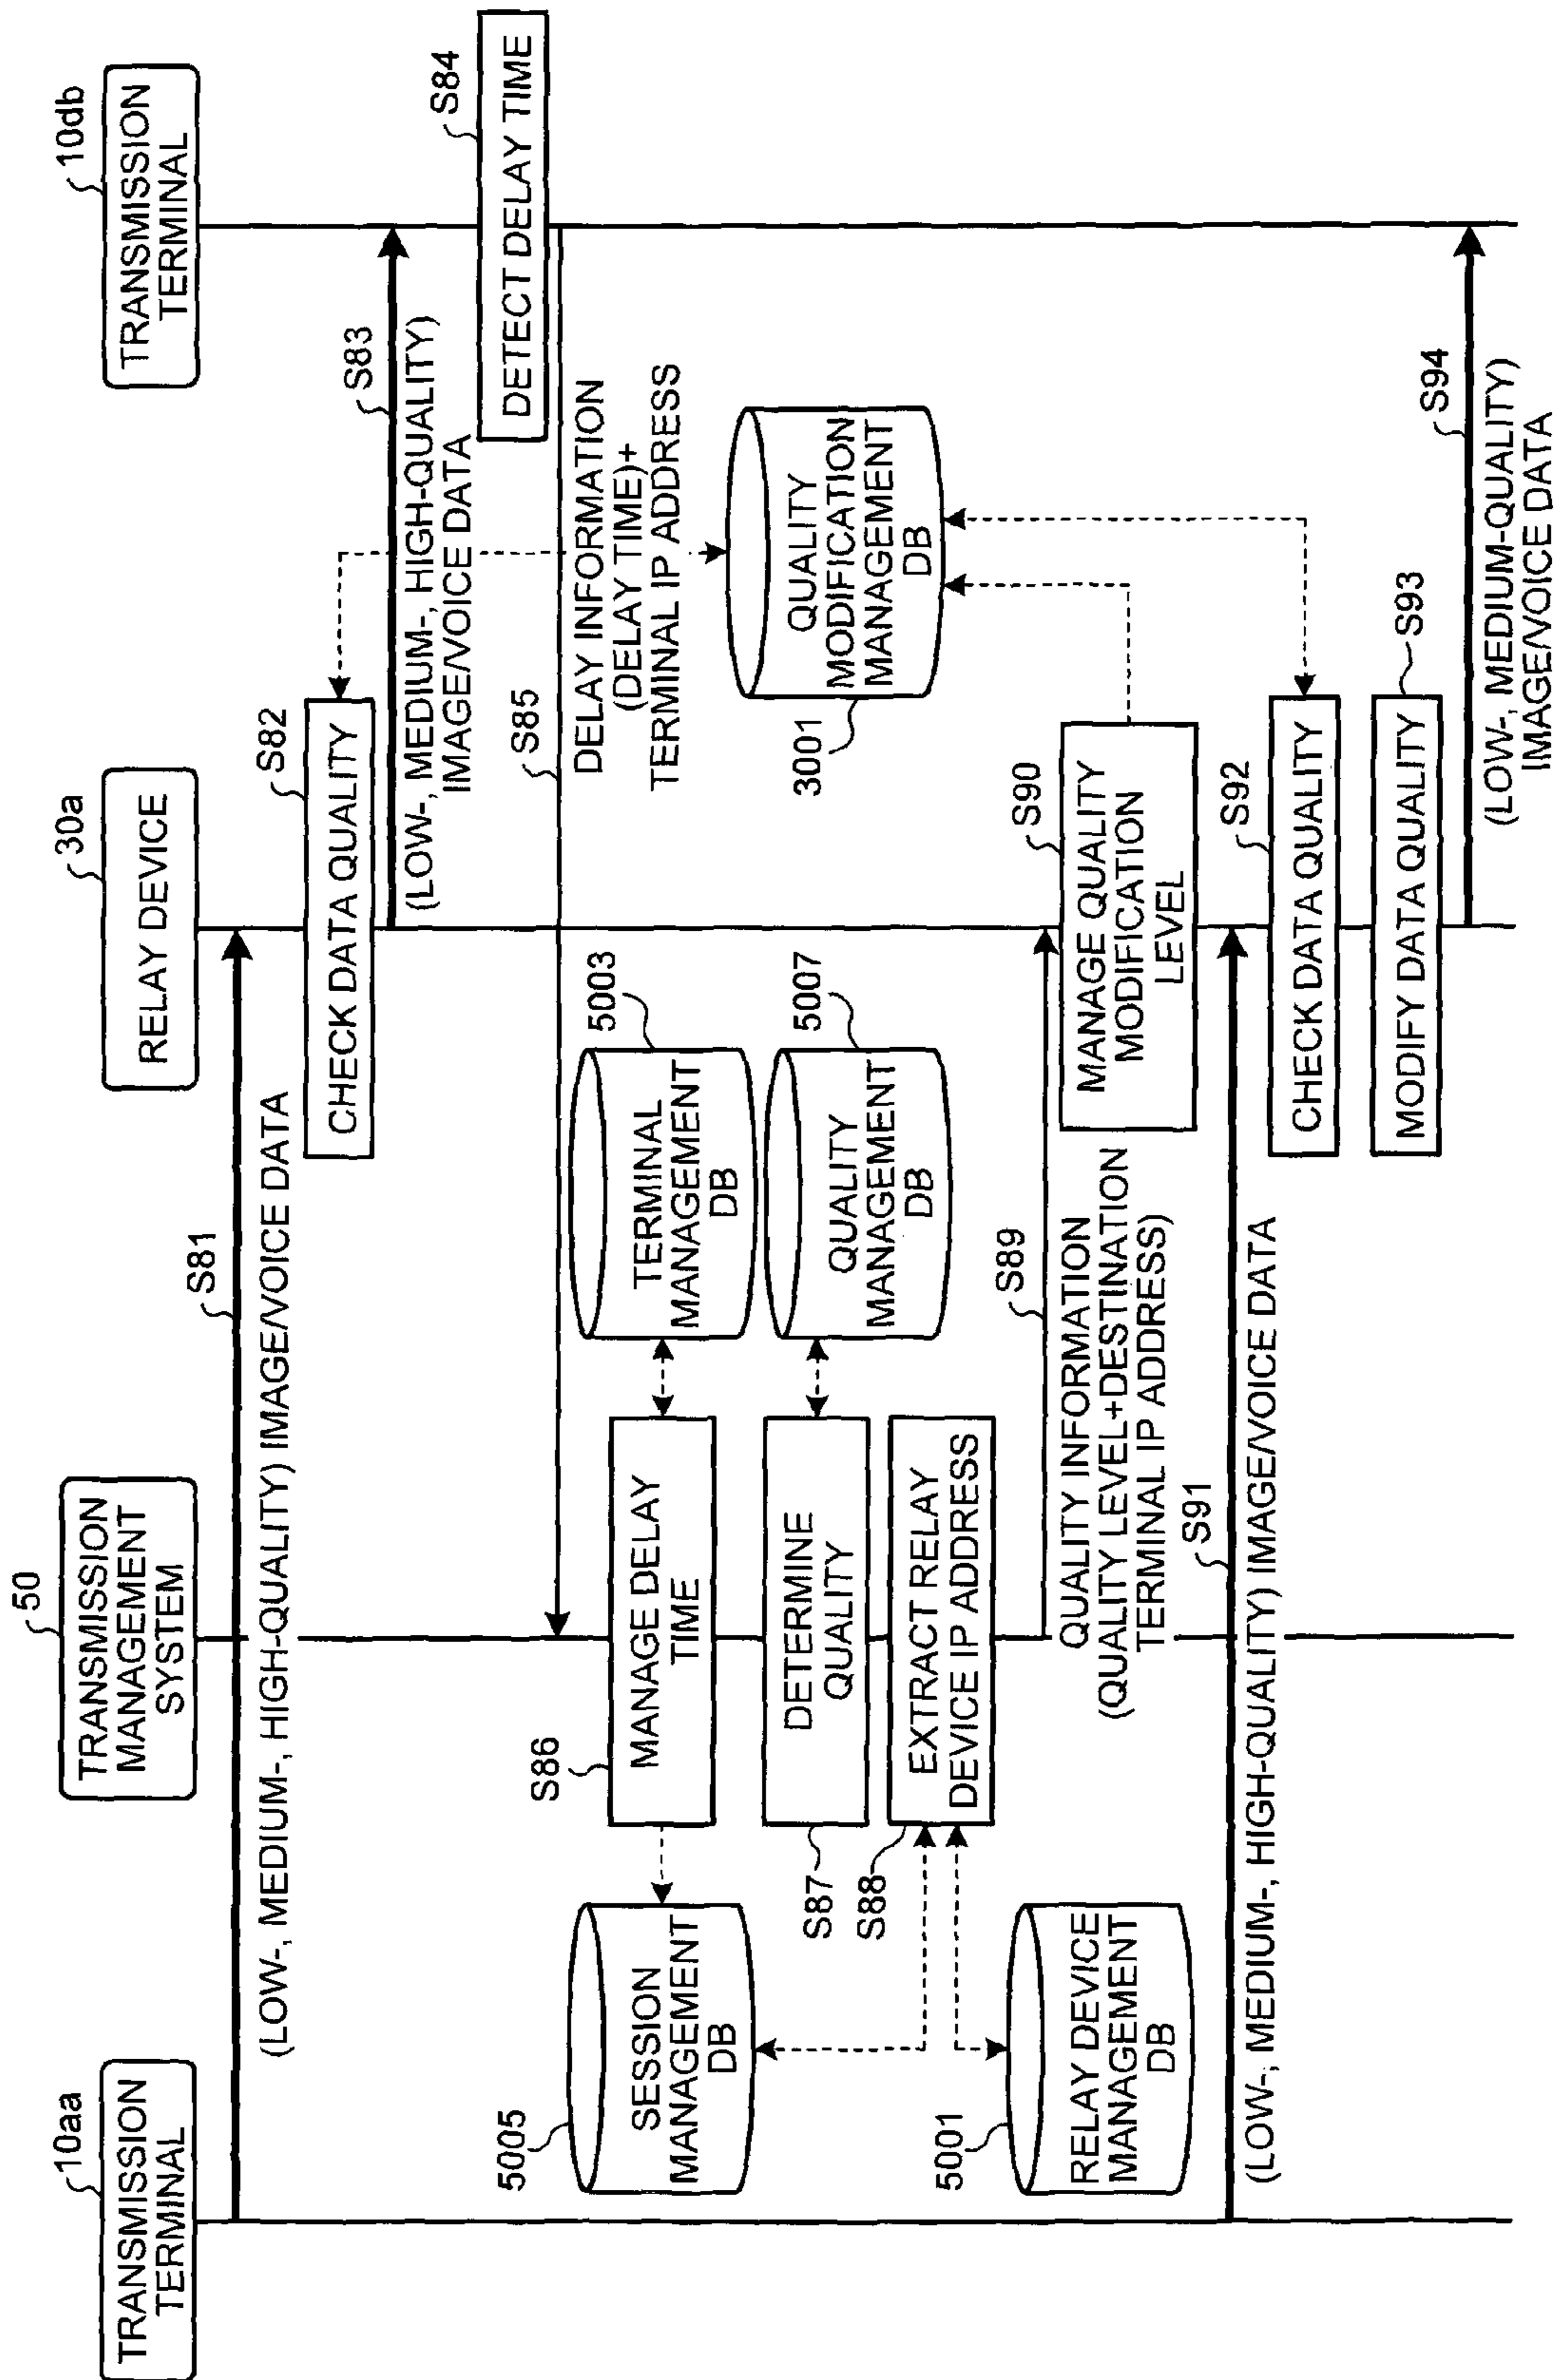 10aa
TRANSMISSION
TERMINAL
50
TRANSMISSION
MANAGEMENT
SYSTEM
30a
RELAY DEVICE
10db
TRANSMISSION
TERMINAL
S81
(LOW-, MEDIUM-, HIGH-QUALITY) IMAGE/VOICE DATA
S82
CHECK DATA QUALITY
S83
(LOW-, MEDIUM-, HIGH-QUALITY)
IMAGE/VOICE DATA
S84
DETECT DELAY TIME
S85
DELAY INFORMATION
(DELAY TIME)+
TERMINAL IP ADDRESS
5005
SESSION
MANAGEMENT
DB
S86
MANAGE DELAY
TIME
5003
TERMINAL
MANAGEMENT
DB
3001
QUALITY
MODIFICATION
MANAGEMENT
DB
S87
DETERMINE
QUALITY
5007
QUALITY
MANAGEMENT
DB
S88
EXTRACT RELAY
DEVICE IP ADDRESS
5001
RELAY DEVICE
MANAGEMENT
DB
S89
QUALITY INFORMATION
(QUALITY LEVEL+DESTINATION
TERMINAL IP ADDRESS)
S90
MANAGE QUALITY
MODIFICATION
LEVEL
S91
(LOW-, MEDIUM-, HIGH-QUALITY) IMAGE/VOICE DATA
S92
CHECK DATA QUALITY
S93
MODIFY DATA QUALITY
S94
(LOW-, MEDIUM-QUALITY)
IMAGE/VOICE DATA